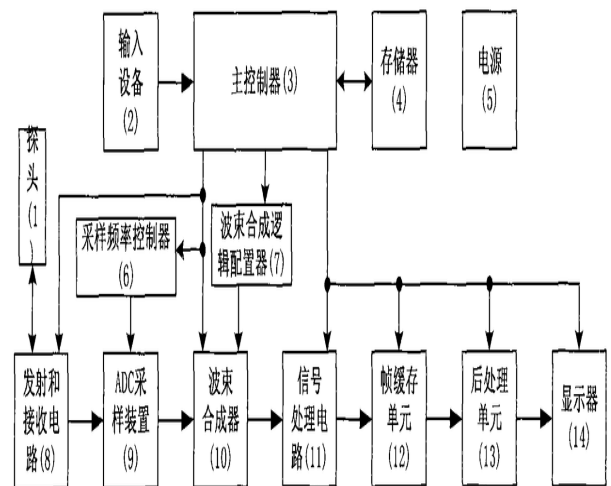 输入
设备
(2)
主控制器(3)
存储器
(4)
电源
(5)
探
头
(1
)
采样频率控制器
(6)
波束合成逻
辑配置器(7)
发射和
接收电
路(8)
ADC采
样装置
(9)
波束
合成器
(10)
信号
处理电
路(11)
帧缓存
单元
(12)
后处理
单元
(13)
显示器
(14)